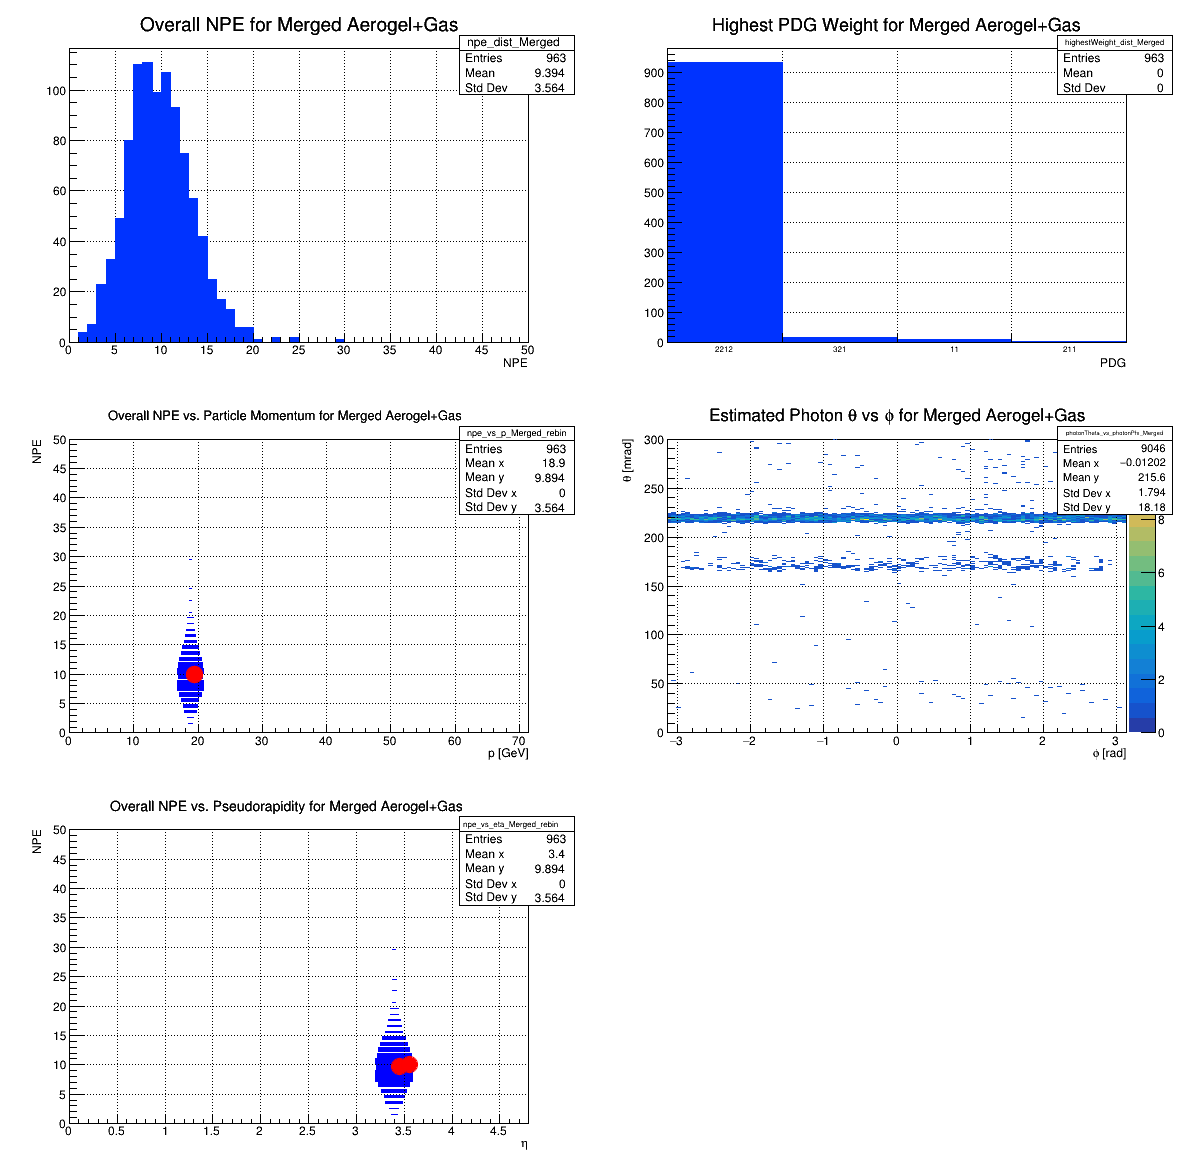 Overall NPE for Merged Aerogel+Gas
npe_dist_Merged
Entries 963
Mean 9.394
Std Dev 3.564
100
80
60
40
20
0
0 5 10 15 20 25 30 35 40 45 50
NPE
Highest PDG Weight for Merged Aerogel+Gas
highestWeight_dist_Merged
Entries 963
Mean 0
Std Dev 0
900
800
700
600
500
400
300
200
100
0
2212 321 11 211
PDG
Overall NPE vs. Particle Momentum for Merged Aerogel+Gas
npe_vs_p_Merged_rebin
Entries 963
Mean x 18.9
Mean y 9.894
Std Dev x 0
Std Dev y 3.564
NPE
50
45
40
35
30
25
20
15
10
5
0
0 10 20 30 40 50 60 70
p [GeV]
Estimated Photon θ vs ϕ for Merged Aerogel+Gas
photonTheta_vs_photonPhi_Merged
Entries 9046
Mean x −0.01202
Mean y 215.6
Std Dev x 1.794
Std Dev y 18.18
θ [mrad]
300
250
200
150
100
50
0
−3 −2 −1 0 1 2 3
ϕ [rad]
8
6
4
2
0
Overall NPE vs. Pseudorapidity for Merged Aerogel+Gas
npe_vs_eta_Merged_rebin
Entries 963
Mean x 3.4
Mean y 9.894
Std Dev x 0
Std Dev y 3.564
NPE
50
45
40
35
30
25
20
15
10
5
0
0 0.5 1 1.5 2 2.5 3 3.5 4 4.5
η